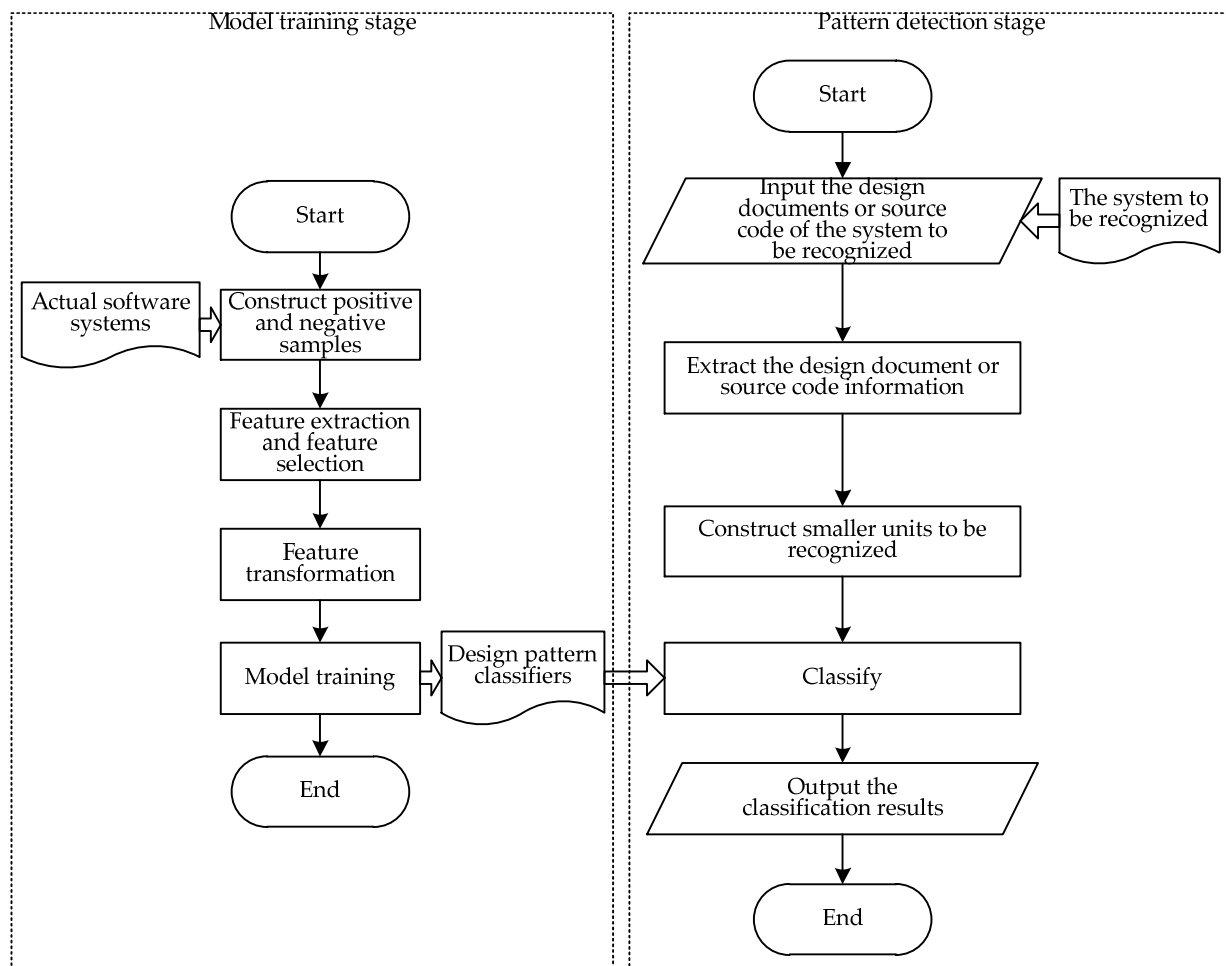 Model training stage
Start
Actual software
systems
Construct positive
and negative
samples
Feature extraction
and feature
selection
Feature
transformation
Model training
Design pattern
classifiers
End
Pattern detection stage
Start
Input the design
documents or source
code of the system to
be recognized
The system to
be recognized
Extract the design document or
source code information
Construct smaller units to be
recognized
Classify
Output the
classification results
End